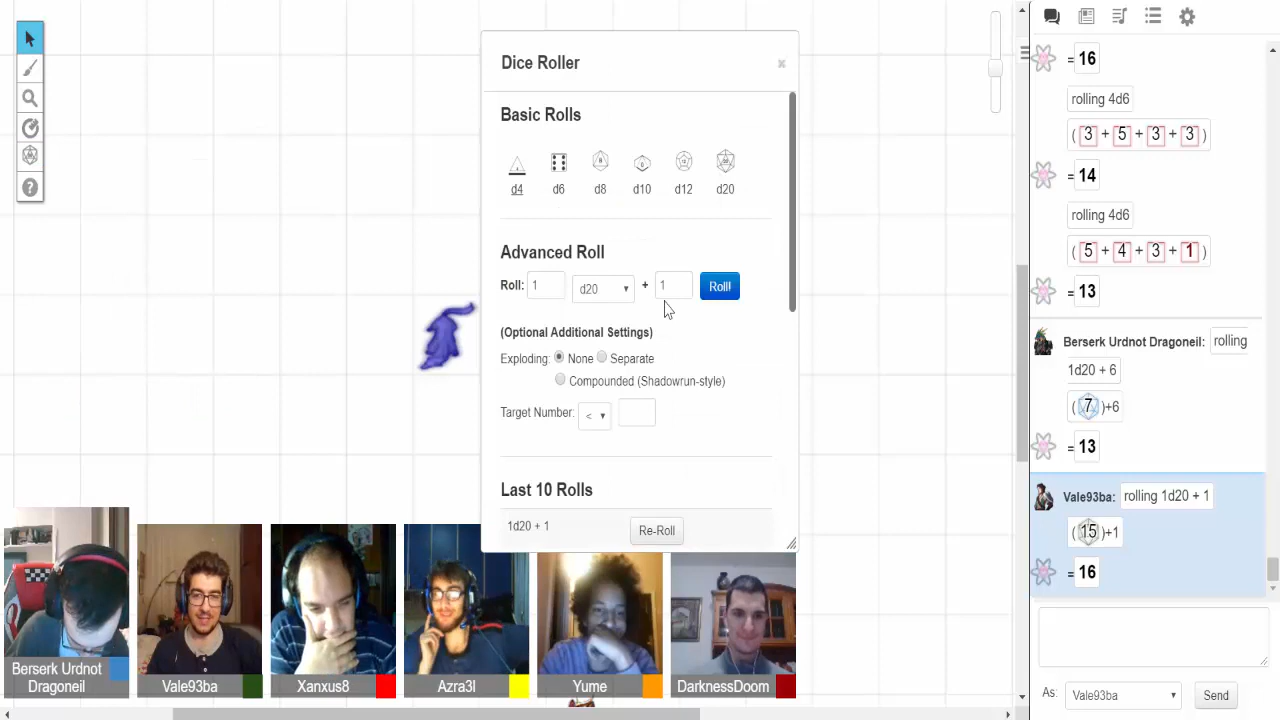 Dice Roller
×
Basic Rolls
d4
d6
d8
d10
d12
d20
Advanced Roll
Roll: 1 d20 + 1 Roll!
(Optional Additional Settings)
Exploding: None Separate
Compounded (Shadowrun-style)
Target Number: <
Last 10 Rolls
1d20 + 1 Re-Roll
=16
rolling 4d6
(3+5+3+3)
=14
rolling 4d6
(5+4+3+1)
=13
Berserk Urdnot Dragoneil: rolling
1d20 + 6
(7)+6
=13
Vale93ba: rolling 1d20 + 1
(15)+1
=16
As: Vale93ba Send
Berserk Urdnot
Dragoneil
Vale93ba
Xanxus8
Azra3l
Yume
DarknessDoom